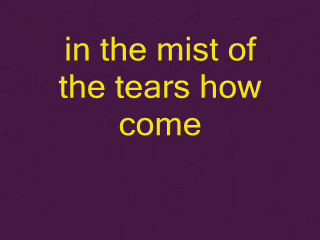 in the mist of
the tears how
come